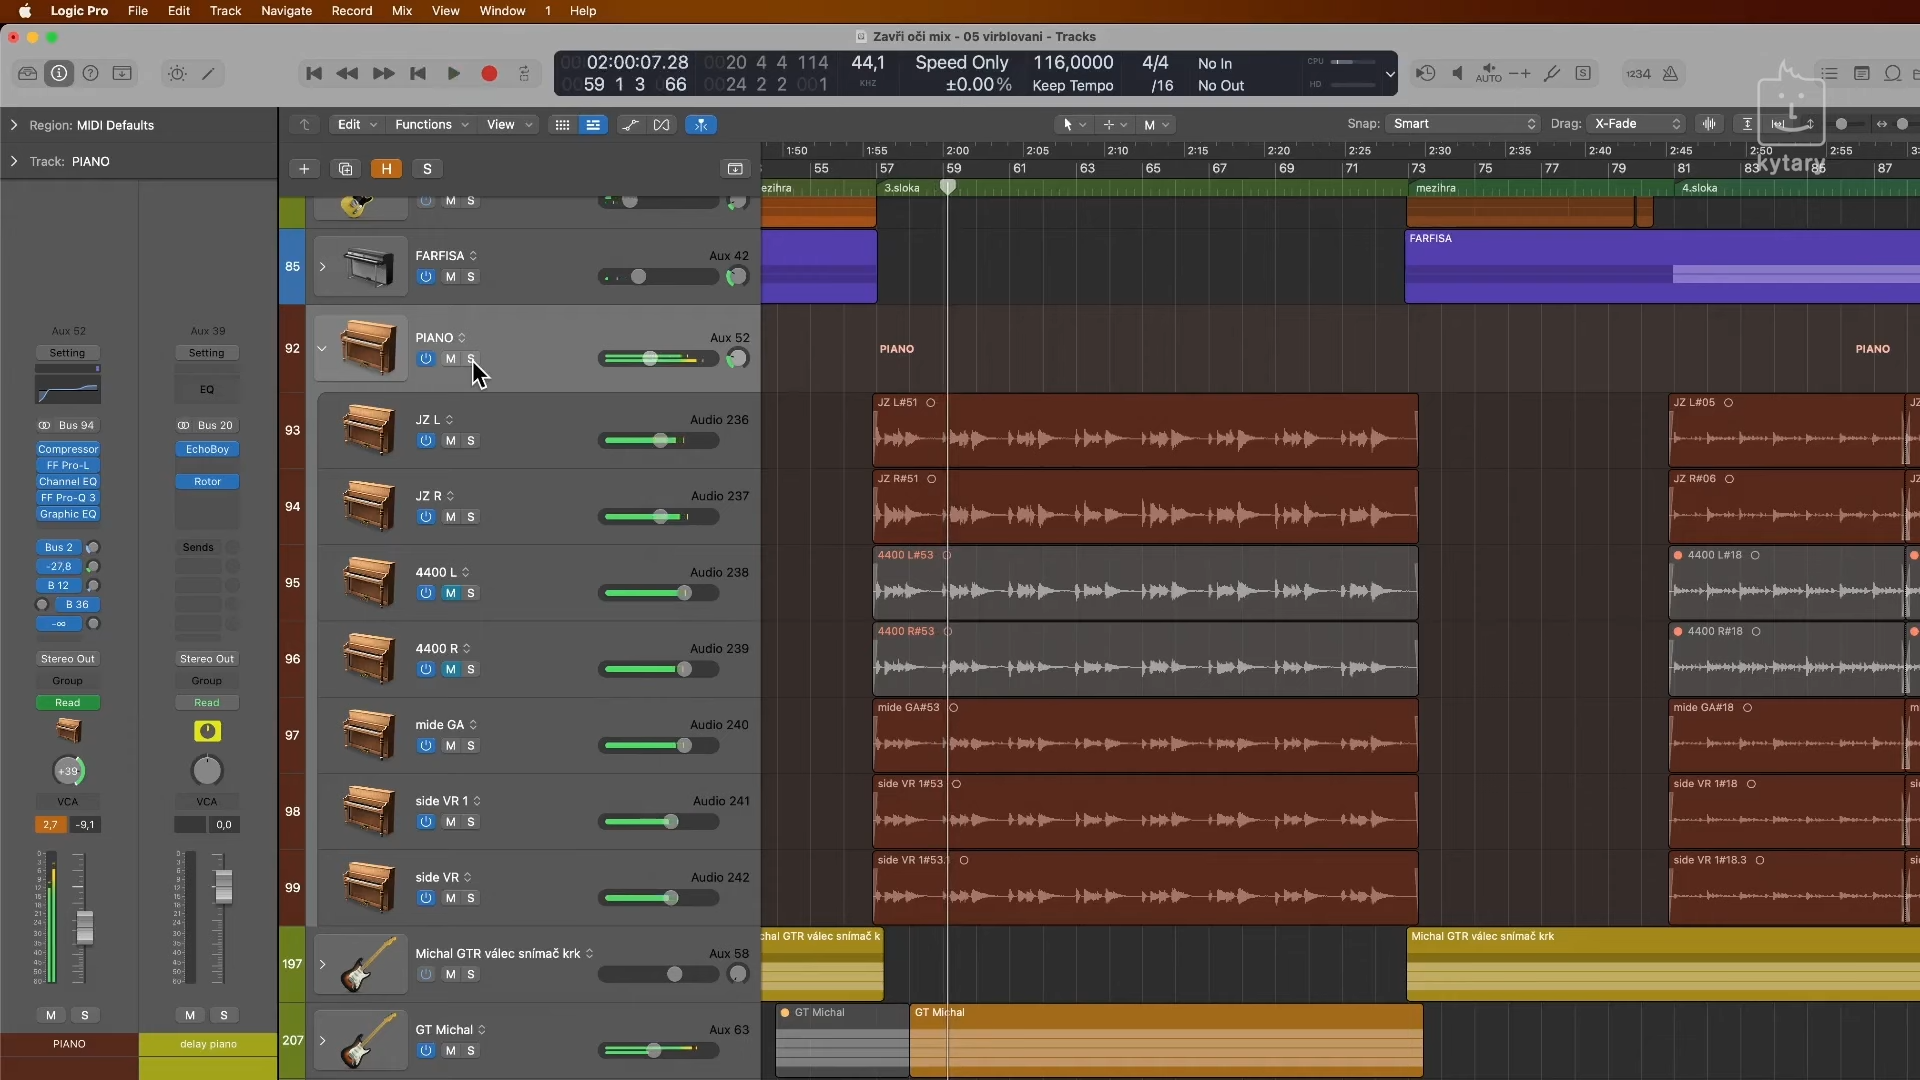 Logic Pro File Edit Track Navigate Record Mix View Window 1 Help
Zavři oči mix - 05 virblovani - Tracks
02:00:07.28 0020 4 4 114 44,1 Speed Only 116,0000 4/4 No In CPU
59 1 3 066 0024 2 2 001 KHZ ±0.00% Keep Tempo /16 No Out HD
AUTO 1234
Region: MIDI Defaults
Edit Functions View M Snap: Smart Drag: X-Fade
kytary
Track: PIANO
H S
1:50 1:55 2:00 2:05 2:10 2:15 2:20 2:25 2:30 2:35 2:40 2:45 2:50 2:55
55 57 59 61 63 65 67 69 71 73 75 77 79 81 83 85 87
ezihra 3.sloka mezihra 4.sloka
M S
85 FARFISA Aux 42
M S
FARFISA
92 PIANO Aux 52
M S
PIANO PIANO
93 JZ L Audio 236
M S
JZ L#51 JZ L#05 JZ
94 JZ R Audio 237
M S
JZ R#51 JZ R#06 JZ
95 4400 L Audio 238
M S
4400 L#53 4400 L#18
96 4400 R Audio 239
M S
4400 R#53 4400 R#18
97 mide GA Audio 240
M S
mide GA#53 mide GA#18 m
98 side VR 1 Audio 241
M S
side VR 1#53 side VR 1#18 si
99 side VR Audio 242
M S
side VR 1#53. side VR 1#18.3 si
197 Michal GTR válec snímač krk Aux 58
M S
chal GTR válec snímač k Michal GTR válec snímač krk
207 GT Michal Aux 63
M S
GT Michal GT Michal
Aux 52 Aux 39
Setting Setting
EQ
Bus 94 Bus 20
Compressor EchoBoy
FF Pro-L
Channel EQ Rotor
FF Pro-Q 3
Graphic EQ
Bus 2 Sends
-27,8
B 12
B 36
-∞
Stereo Out Stereo Out
Group Group
Read Read
+39
VCA VCA
2,7 -9,1 0,0
M S M S
PIANO delay piano